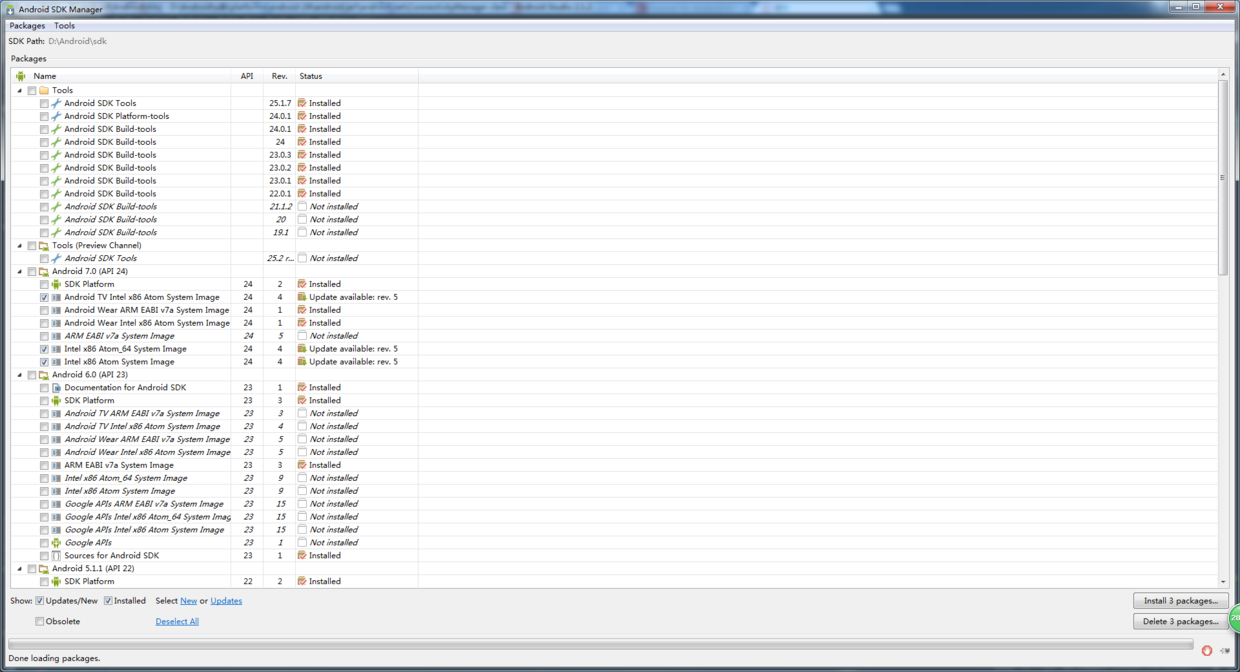 Android SDK Manager
Packages Tools
SDK Path: D:\Android\sdk
Packages
Name API Rev. Status
Tools
Android SDK Tools 25.1.7 Installed
Android SDK Platform-tools 24.0.1 Installed
Android SDK Build-tools 24.0.1 Installed
Android SDK Build-tools 24 Installed
Android SDK Build-tools 23.0.3 Installed
Android SDK Build-tools 23.0.2 Installed
Android SDK Build-tools 23.0.1 Installed
Android SDK Build-tools 22.0.1 Installed
Android SDK Build-tools 21.1.2 Not installed
Android SDK Build-tools 20 Not installed
Android SDK Build-tools 19.1 Not installed
Tools (Preview Channel)
Android SDK Tools 25.2 r... Not installed
Android 7.0 (API 24)
SDK Platform 24 2 Installed
Android TV Intel x86 Atom System Image 24 4 Update available: rev. 5
Android Wear ARM EABI v7a System Image 24 1 Installed
Android Wear Intel x86 Atom System Image 24 1 Installed
ARM EABI v7a System Image 24 5 Not installed
Intel x86 Atom_64 System Image 24 4 Update available: rev. 5
Intel x86 Atom System Image 24 4 Update available: rev. 5
Android 6.0 (API 23)
Documentation for Android SDK 23 1 Installed
SDK Platform 23 3 Installed
Android TV ARM EABI v7a System Image 23 3 Not installed
Android TV Intel x86 Atom System Image 23 4 Not installed
Android Wear ARM EABI v7a System Image 23 5 Not installed
Android Wear Intel x86 Atom System Image 23 5 Not installed
ARM EABI v7a System Image 23 3 Installed
Intel x86 Atom_64 System Image 23 9 Not installed
Intel x86 Atom System Image 23 9 Not installed
Google APIs ARM EABI v7a System Image 23 15 Not installed
Google APIs Intel x86 Atom_64 System Imag 23 15 Not installed
Google APIs Intel x86 Atom System Image 23 15 Not installed
Google APIs 23 1 Not installed
Sources for Android SDK 23 1 Installed
Android 5.1.1 (API 22)
SDK Platform 22 2 Installed
Show: Updates/New Installed Select New or Updates Install 3 packages...
Obsolete Deselect All Delete 3 packages...
Done loading packages.